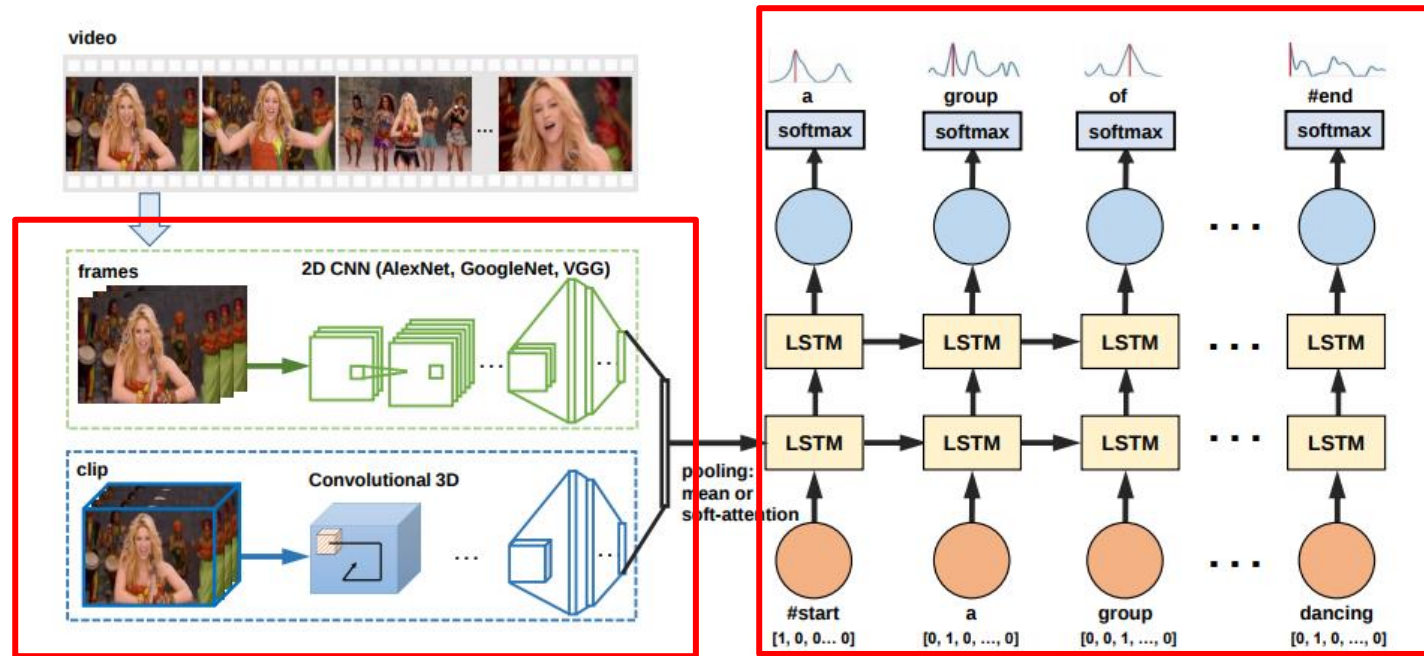 video
...
frames
2D CNN (AlexNet, GoogleNet, VGG)
...
...
clip
Convolutional 3D
...
...
pooling:
mean or
soft-attention
a group of #end
softmax softmax softmax softmax
...
LSTM LSTM LSTM ... LSTM
LSTM LSTM LSTM ... LSTM
...
#start a group dancing
[1, 0, 0... 0] [0, 1, 0, ..., 0] [0, 0, 1, ..., 0] [0, 1, 0, ..., 0]